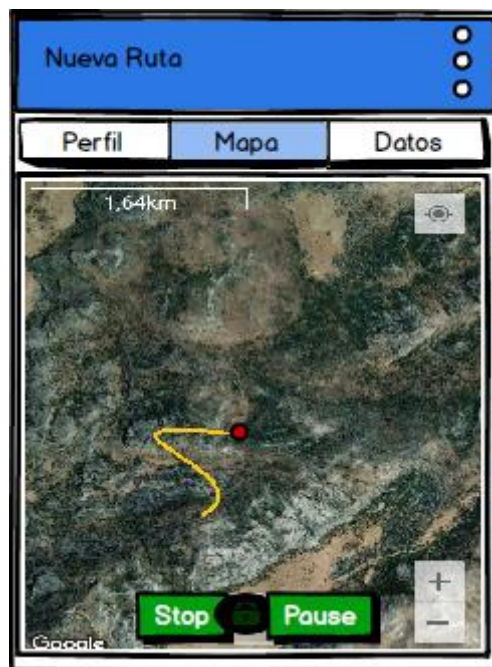 Nueva Ruta
Perfil Mapa Datos
1,64km
+
Stop Pause
−
Google